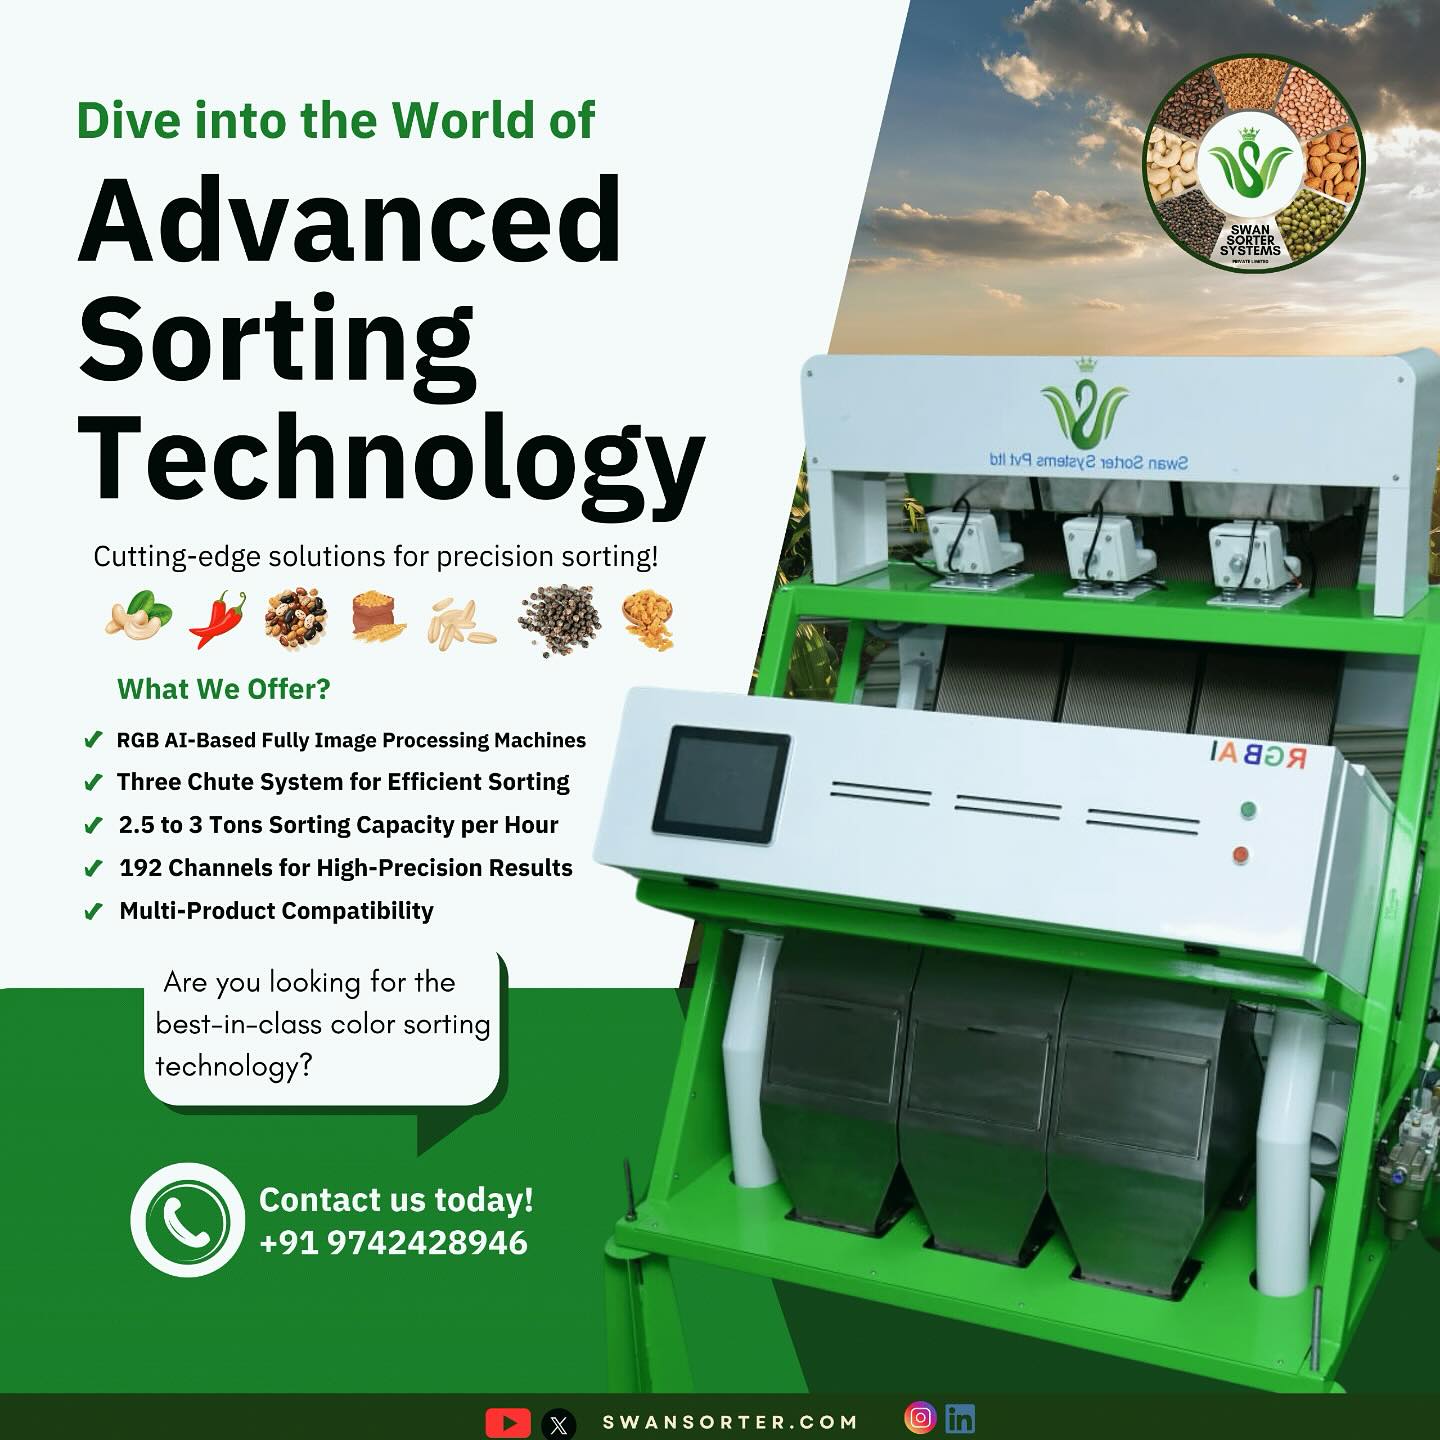 Dive into the World of
Advanced
Sorting
Technology
Cutting-edge solutions for precision sorting!
What We Offer?
RGB AI-Based Fully Image Processing Machines
Three Chute System for Efficient Sorting
2.5 to 3 Tons Sorting Capacity per Hour
192 Channels for High-Precision Results
Multi-Product Compatibility
Are you looking for the
best-in-class color sorting
technology?
Contact us today!
+91 9742428946
SWAN
SORTER
SYSTEMS
PRIVATE LIMITED
Swan Sorter Systems Pvt ltd
RGBAI
SWANSORTER.COM